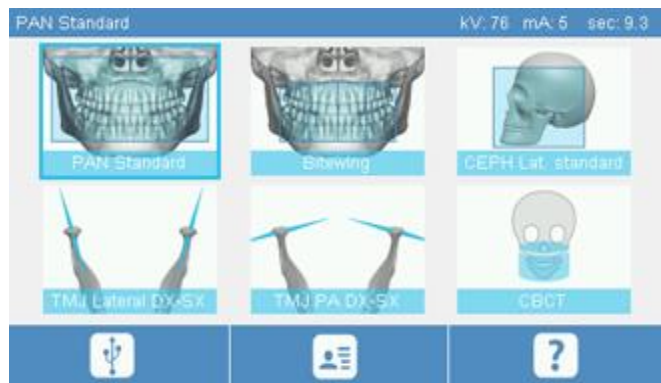 PAN Standard kV: 76 mA: 5 sec: 9.3
PAN Standard
Bitewing
CEPH Lat. standard
TMJ Lateral DX-SX
TMJ PA DX-SX
CBCT
?